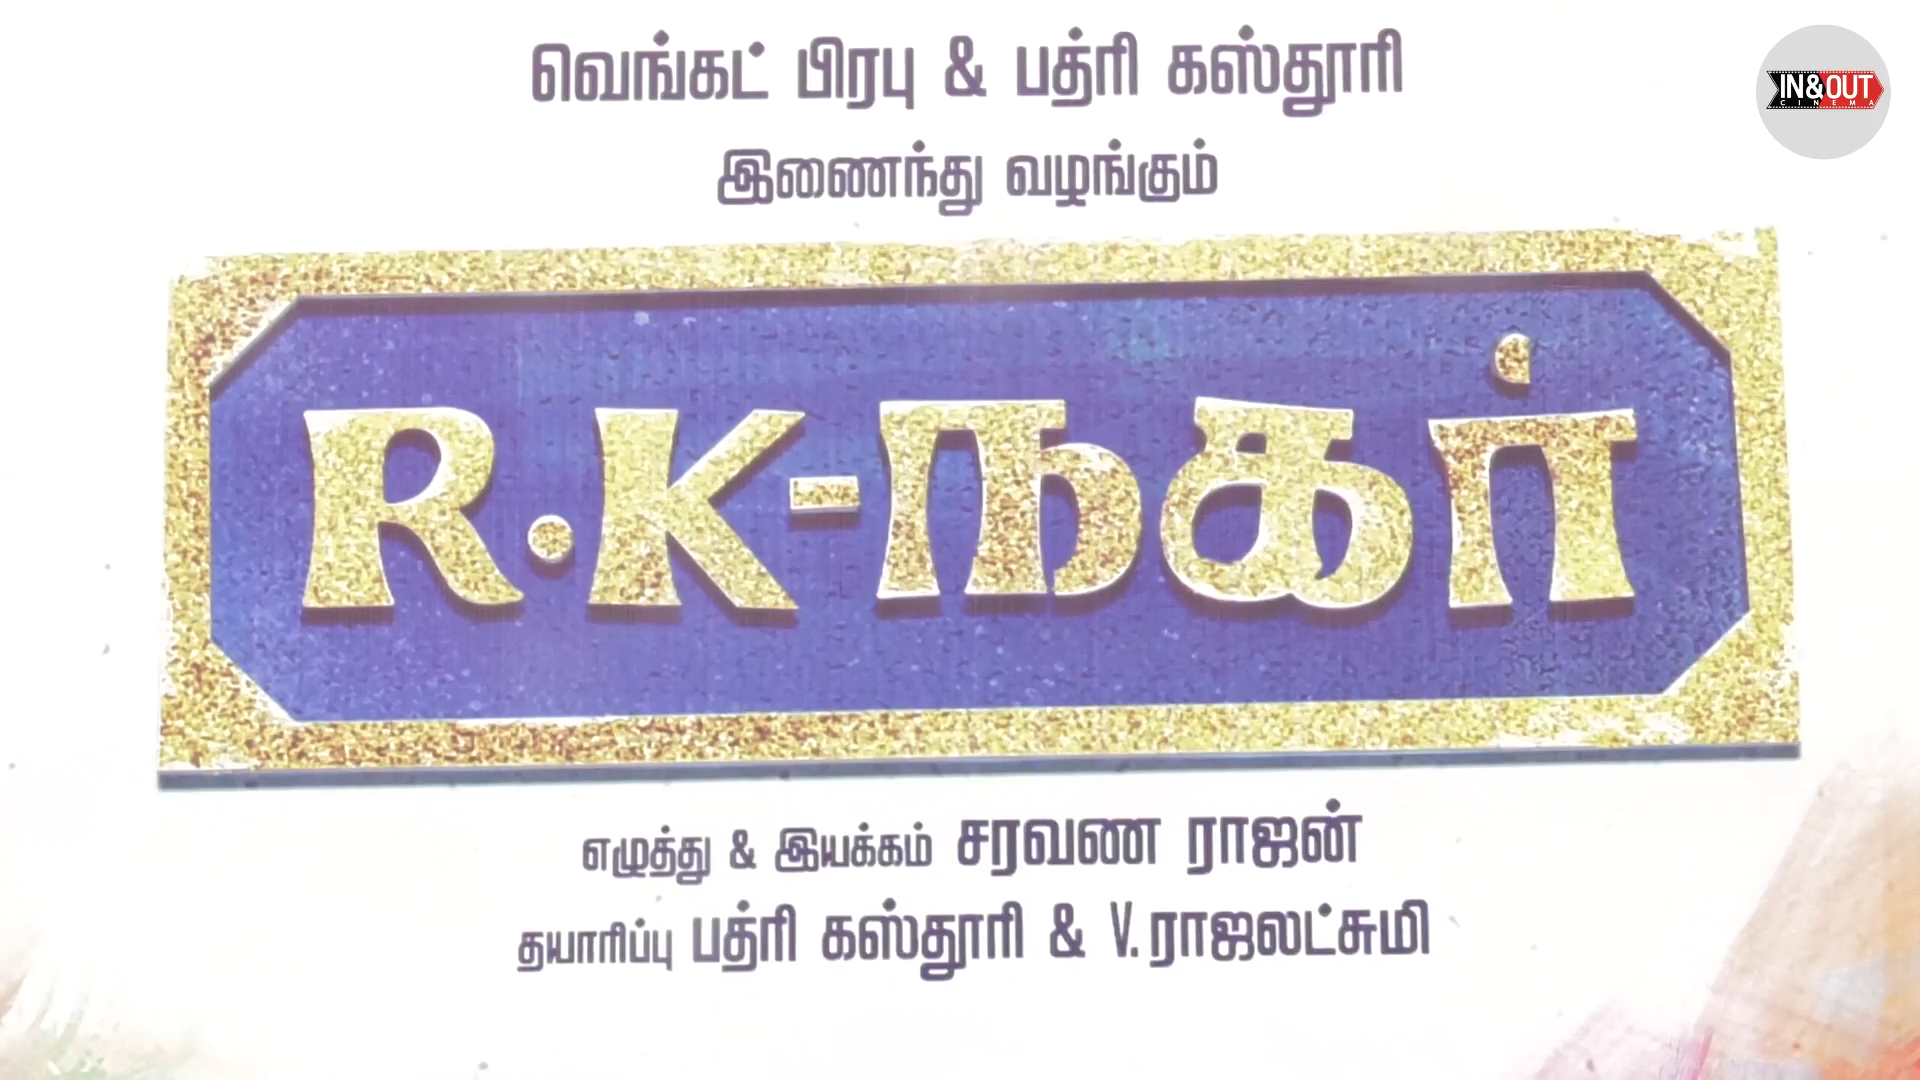 வெங்கட் பிரபு & பத்ரி கஸ்தூரி
IN&OUT
CINEMA
இணைந்து வழங்கும்
R.K-நகர்
எழுத்து & இயக்கம் சரவண ராஜன்
தயாரிப்பு பத்ரி கஸ்தூரி & V.ராஜலட்சுமி